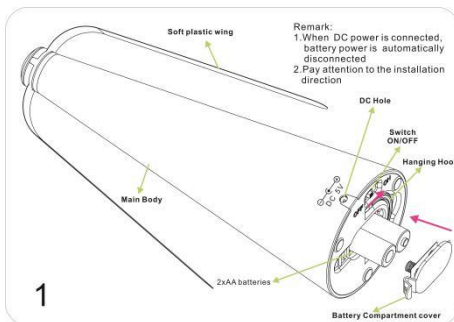 Soft plastic wing
Remark:
1.When DC power is connected,
battery power is automatically
disconnected
2.Pay attention to the installation
direction
DC Hole
Switch
ON/OFF
Hanging Hoo
DC 5V
ON
OFF
Main Body
2xAA batteries
1
Battery Compartment cover